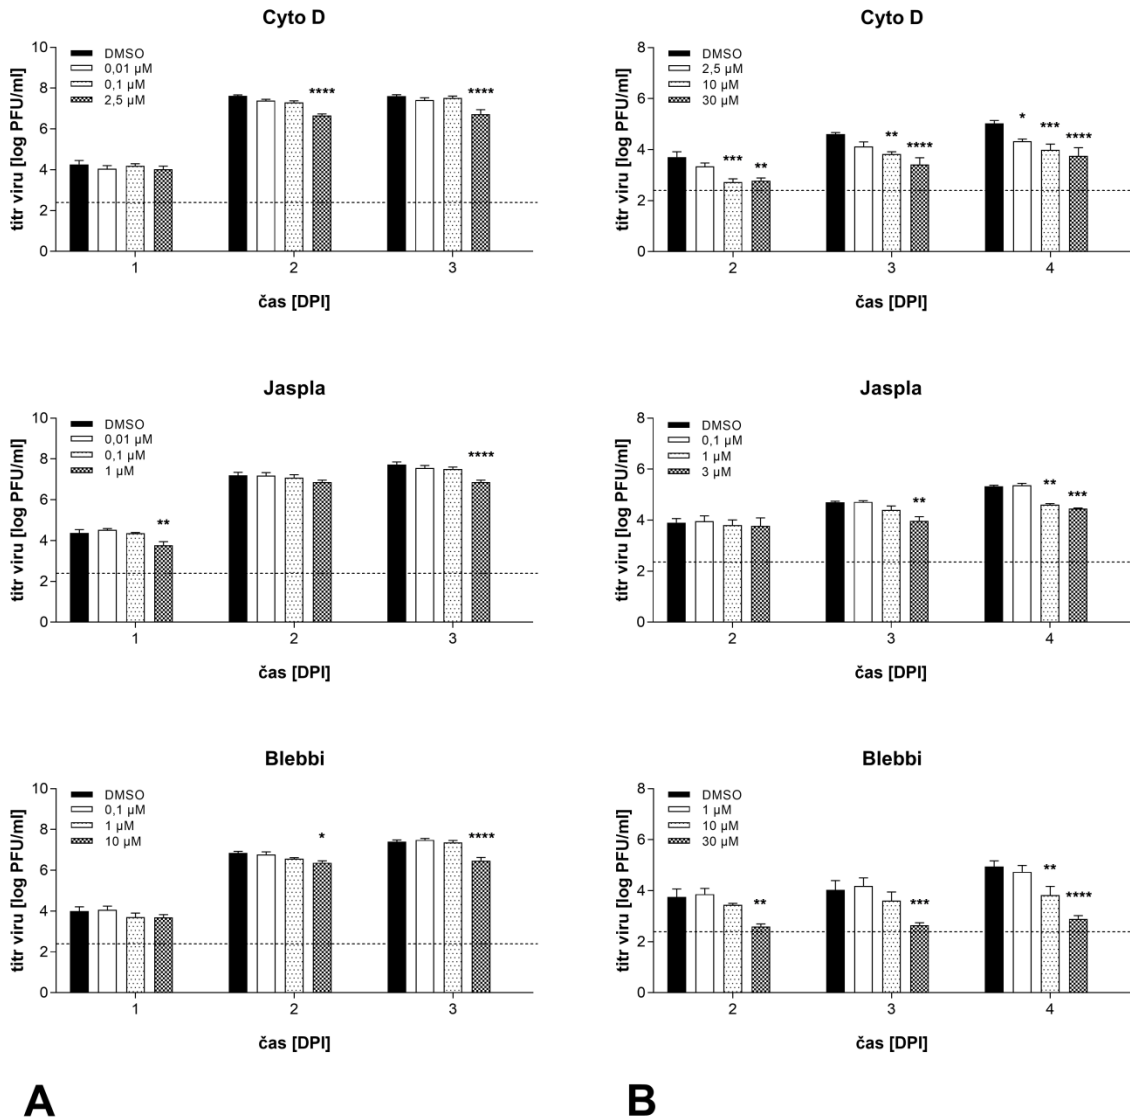 Cyto D
titr viru [log PFU/ml]
10
8
6
4
2
0
DMSO
0,01 µM
0,1 µM
2,5 µM
**** ****
1 2 3
čas [DPI]
Cyto D
titr viru [log PFU/ml]
8
6
4
2
0
DMSO
2,5 µM
10 µM
30 µM
*** ** ** **** * *** ****
2 3 4
čas [DPI]
Jaspla
titr viru [log PFU/ml]
10
8
6
4
2
0
DMSO
0,01 µM
0,1 µM
1 µM
** ****
1 2 3
čas [DPI]
Jaspla
titr viru [log PFU/ml]
8
6
4
2
0
DMSO
0,1 µM
1 µM
3 µM
** ** ***
2 3 4
čas [DPI]
Blebbi
titr viru [log PFU/ml]
10
8
6
4
2
0
DMSO
0,1 µM
1 µM
10 µM
* ****
1 2 3
čas [DPI]
Blebbi
titr viru [log PFU/ml]
8
6
4
2
0
DMSO
1 µM
10 µM
30 µM
** *** ** ****
2 3 4
čas [DPI]
A
B